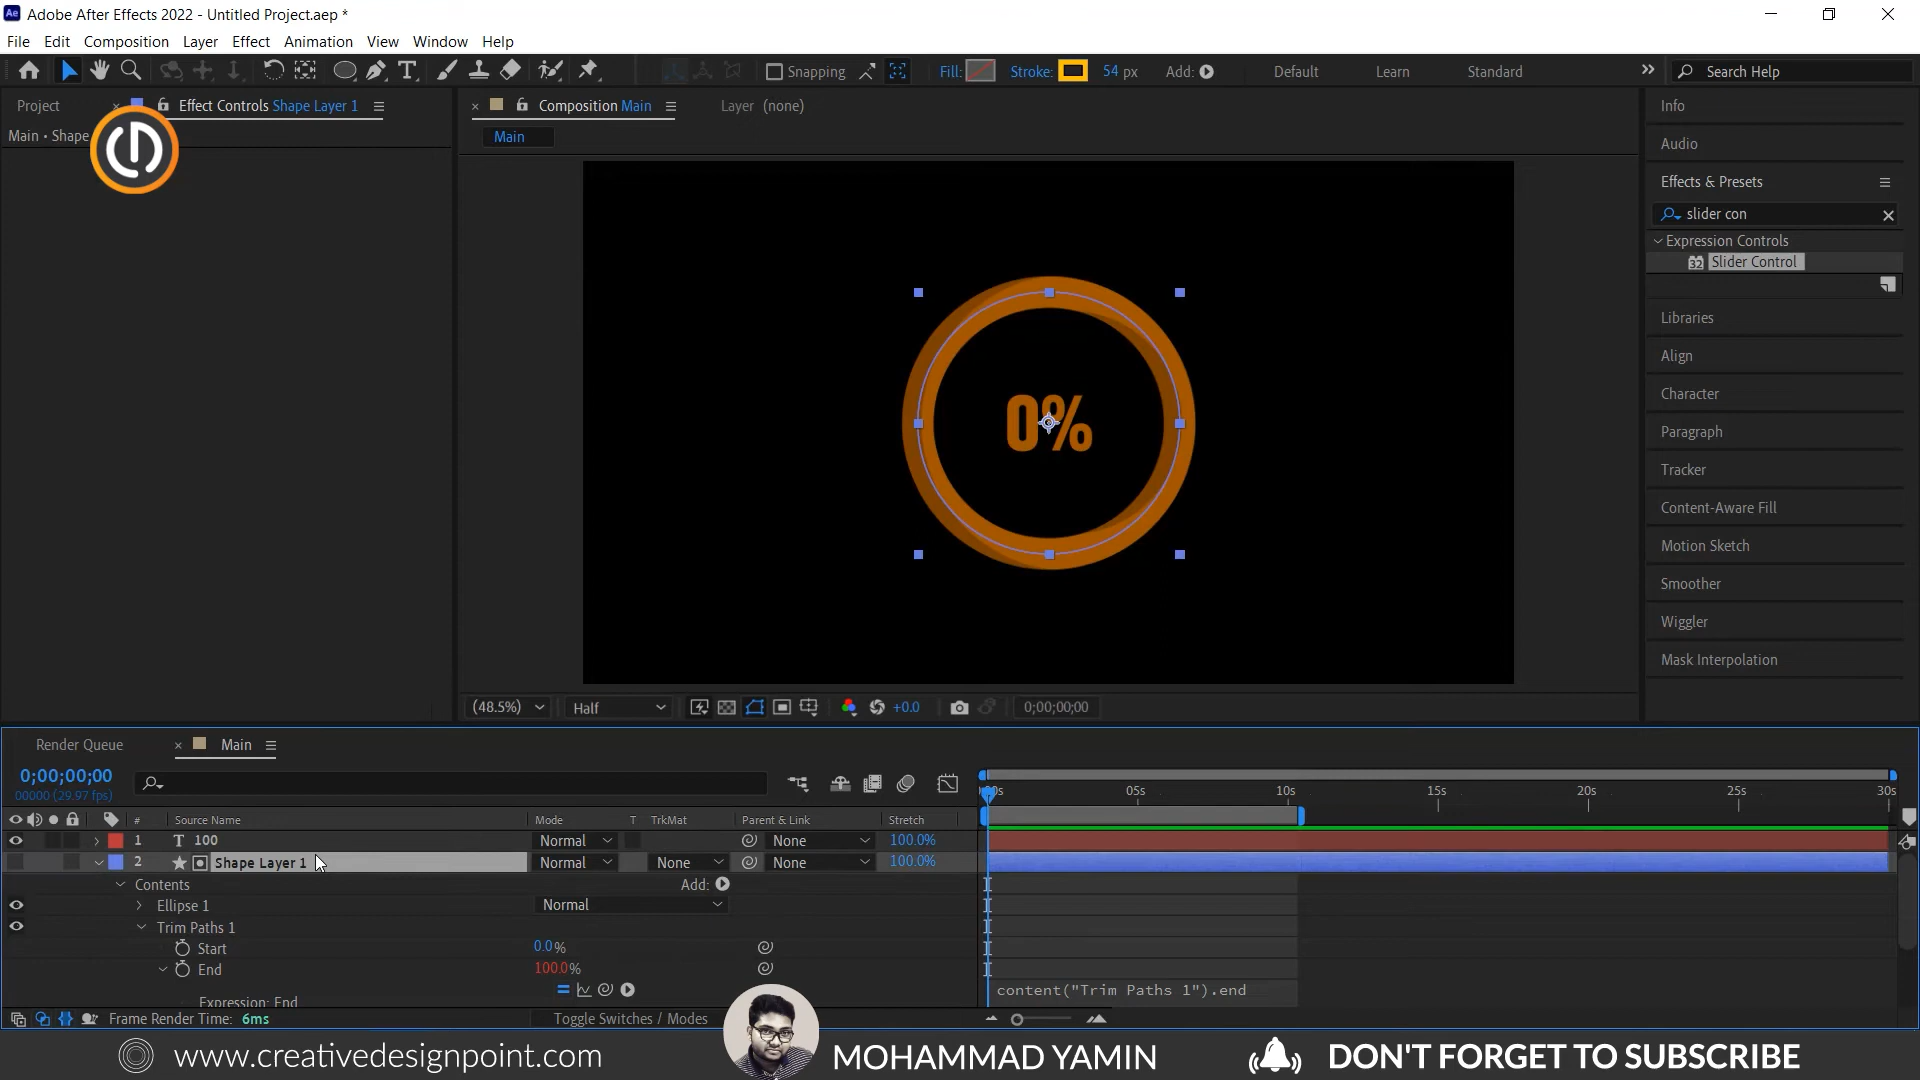 Adobe After Effects 2022 - Untitled Project.aep *
File Edit Composition Layer Effect Animation View Window Help
Snapping Fill: Stroke: 54 px Add: Default Learn Standard Search Help
Project Effect Controls Shape Layer 1 Composition Main Layer (none) Info
Main • Shape Main
Audio
Effects & Presets
slider con
Expression Controls
32 Slider Control
Libraries
Align
Character
0%
Paragraph
Tracker
Content-Aware Fill
Motion Sketch
Smoother
Wiggler
Mask Interpolation
(48.5%) Half +0.0 0;00;00;00
Render Queue Main
0;00;00;00
00000 (29.97 fps)
05s 10s 15s 20s 25s 30s
# Source Name Mode T TrkMat Parent & Link Stretch
1 T 100 Normal None 100.0%
2 Shape Layer 1 Normal None None 100.0%
Contents Add:
Ellipse 1 Normal
Trim Paths 1
Start 0.0%
End 100.0%
Expression: End content("Trim Paths 1").end
Frame Render Time: 6ms Toggle Switches / Modes
www.creativedesignpoint.com MOHAMMAD YAMIN DON'T FORGET TO SUBSCRIBE